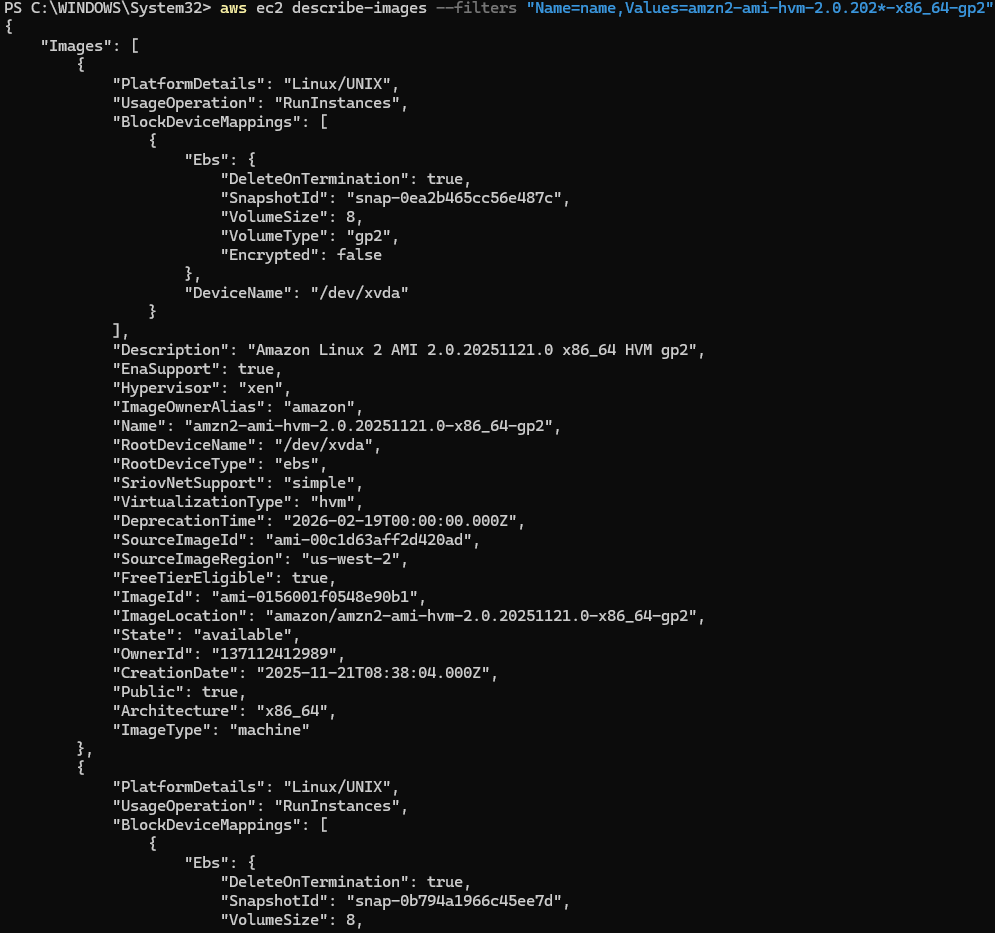 PS C:\WINDOWS\System32> aws ec2 describe-images --filters "Name=name,Values=amzn2-ami-hvm-2.0.202*-x86_64-gp2"
{
    "Images": [
        {
            "PlatformDetails": "Linux/UNIX",
            "UsageOperation": "RunInstances",
            "BlockDeviceMappings": [
                {
                    "Ebs": {
                        "DeleteOnTermination": true,
                        "SnapshotId": "snap-0ea2b465cc56e487c",
                        "VolumeSize": 8,
                        "VolumeType": "gp2",
                        "Encrypted": false
                    },
                    "DeviceName": "/dev/xvda"
                }
            ],
            "Description": "Amazon Linux 2 AMI 2.0.20251121.0 x86_64 HVM gp2",
            "EnaSupport": true,
            "Hypervisor": "xen",
            "ImageOwnerAlias": "amazon",
            "Name": "amzn2-ami-hvm-2.0.20251121.0-x86_64-gp2",
            "RootDeviceName": "/dev/xvda",
            "RootDeviceType": "ebs",
            "SriovNetSupport": "simple",
            "VirtualizationType": "hvm",
            "DeprecationTime": "2026-02-19T00:00:00.000Z",
            "SourceImageId": "ami-00c1d63aff2d420ad",
            "SourceImageRegion": "us-west-2",
            "FreeTierEligible": true,
            "ImageId": "ami-0156001f0548e90b1",
            "ImageLocation": "amazon/amzn2-ami-hvm-2.0.20251121.0-x86_64-gp2",
            "State": "available",
            "OwnerId": "137112412989",
            "CreationDate": "2025-11-21T08:38:04.000Z",
            "Public": true,
            "Architecture": "x86_64",
            "ImageType": "machine"
        },
        {
            "PlatformDetails": "Linux/UNIX",
            "UsageOperation": "RunInstances",
            "BlockDeviceMappings": [
                {
                    "Ebs": {
                        "DeleteOnTermination": true,
                        "SnapshotId": "snap-0b794a1966c45ee7d",
                        "VolumeSize": 8,